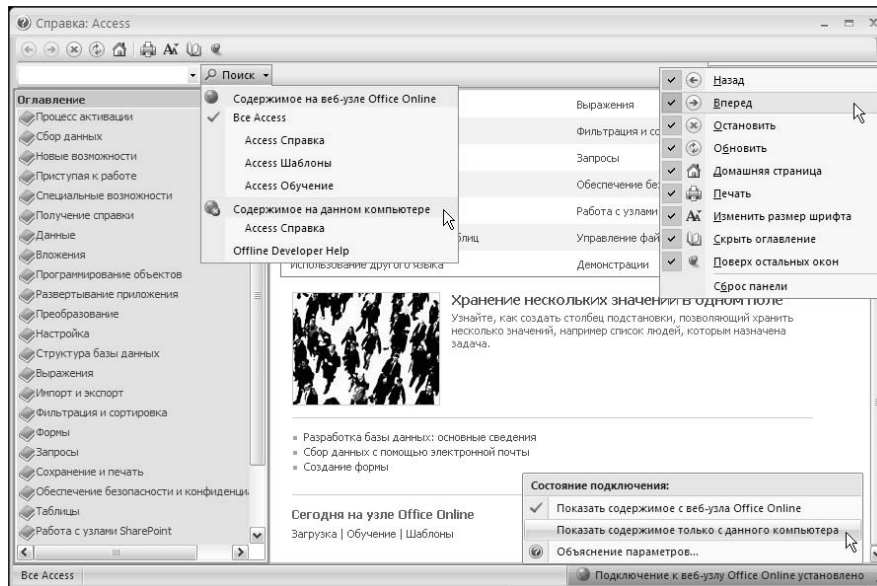 Справка: Access
Поиск
Оглавление
Процесс активации
Сбор данных
Новые возможности
Приступая к работе
Специальные возможности
Получение справки
Данные
Вложения
Программирование объектов
Развертывание приложения
Преобразование
Настройка
Структура базы данных
Выражения
Импорт и экспорт
Фильтрация и сортировка
Формы
Запросы
Сохранение и печать
Обеспечение безопасности и конфиденци
Таблицы
Работа с узлами SharePoint
Содержимое на веб-узле Office Online
Все Access
Access Справка
Access Шаблоны
Access Обучение
Содержимое на данном компьютере
Access Справка
Offline Developer Help
блиц
Использование другого языка
Выражения
Фильтрация и со
Запросы
Обеспечение бе
Работа с узлами
Управление фай
Демонстрации
Назад
Вперед
Остановить
Обновить
Домашняя страница
Печать
Изменить размер шрифта
Скрыть оглавление
Поверх остальных окон
Сброс панели
Хранение нескольких значений в одном поле
Узнайте, как создать столбец подстановки, позволяющий хранить
несколько значений, например список людей, которым назначена
задача.
Разработка базы данных: основные сведения
Сбор данных с помощью электронной почты
Создание формы
Сегодня на узле Office Online
Загрузка | Обучение | Шаблоны
Состояние подключения:
Показать содержимое с веб-узла Office Online
Показать содержимое только с данного компьютера
Объяснение параметров...
Все Access
Подключение к веб-узлу Office Online установлено